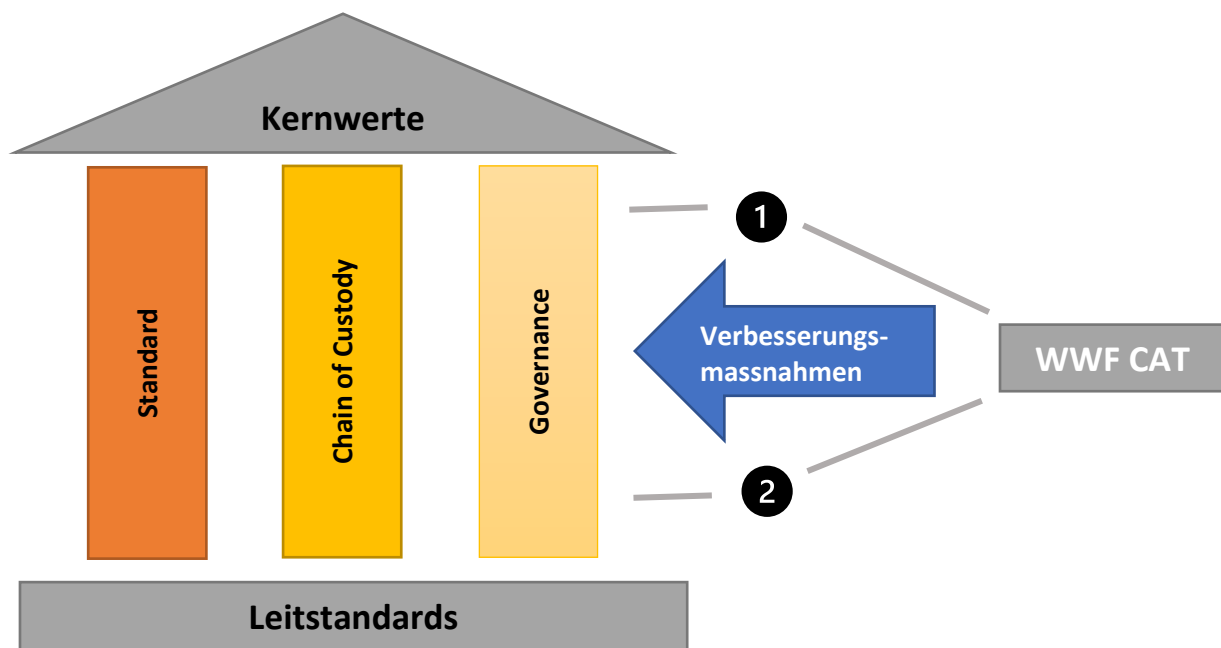 Kernwerte
Standard
Chain of Custody
Governance
1
Verbesserungs-
massnahmen
WWF CAT
2
Leitstandards